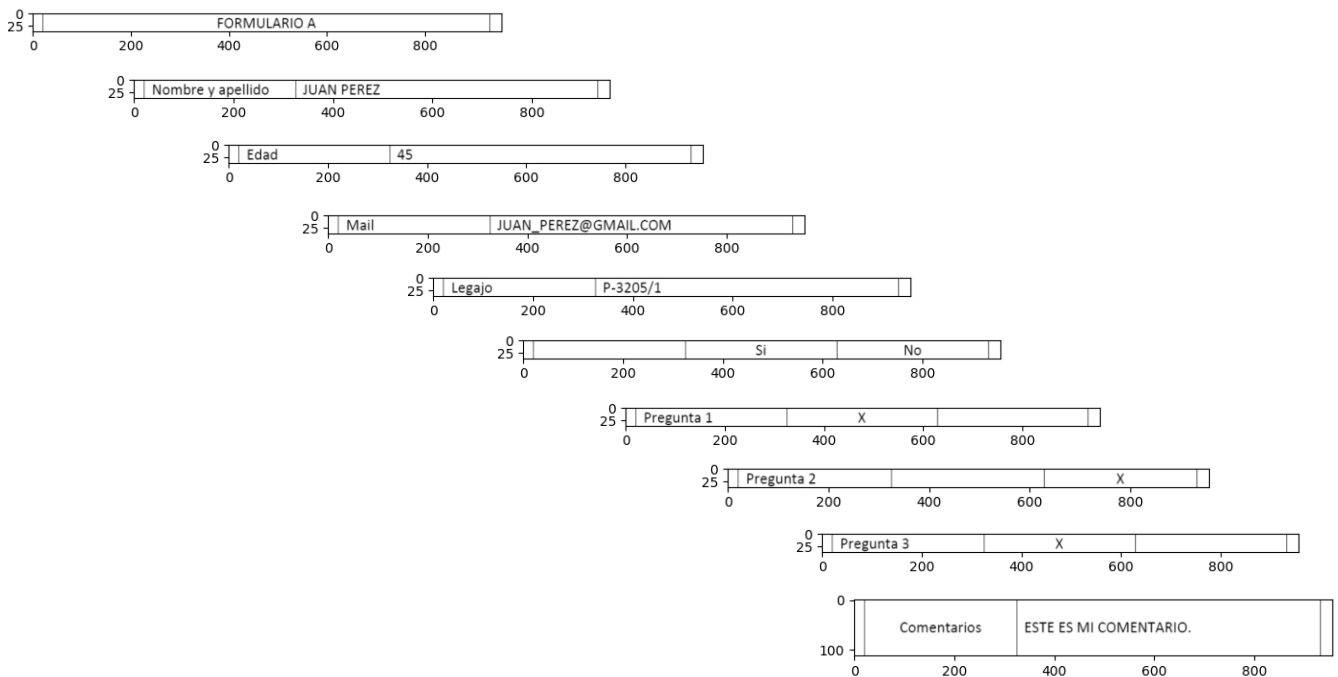 0
25
FORMULARIO A
0 200 400 600 800
0
25
Nombre y apellido JUAN PEREZ
0 200 400 600 800
0
25
Edad 45
0 200 400 600 800
0
25
Mail JUAN_PEREZ@GMAIL.COM
0 200 400 600 800
0
25
Legajo P-3205/1
0 200 400 600 800
0
25
Si No
0 200 400 600 800
0
25
Pregunta 1 X
0 200 400 600 800
0
25
Pregunta 2 X
0 200 400 600 800
0
25
Pregunta 3 X
0 200 400 600 800
0
Comentarios ESTE ES MI COMENTARIO.
100
0 200 400 600 800